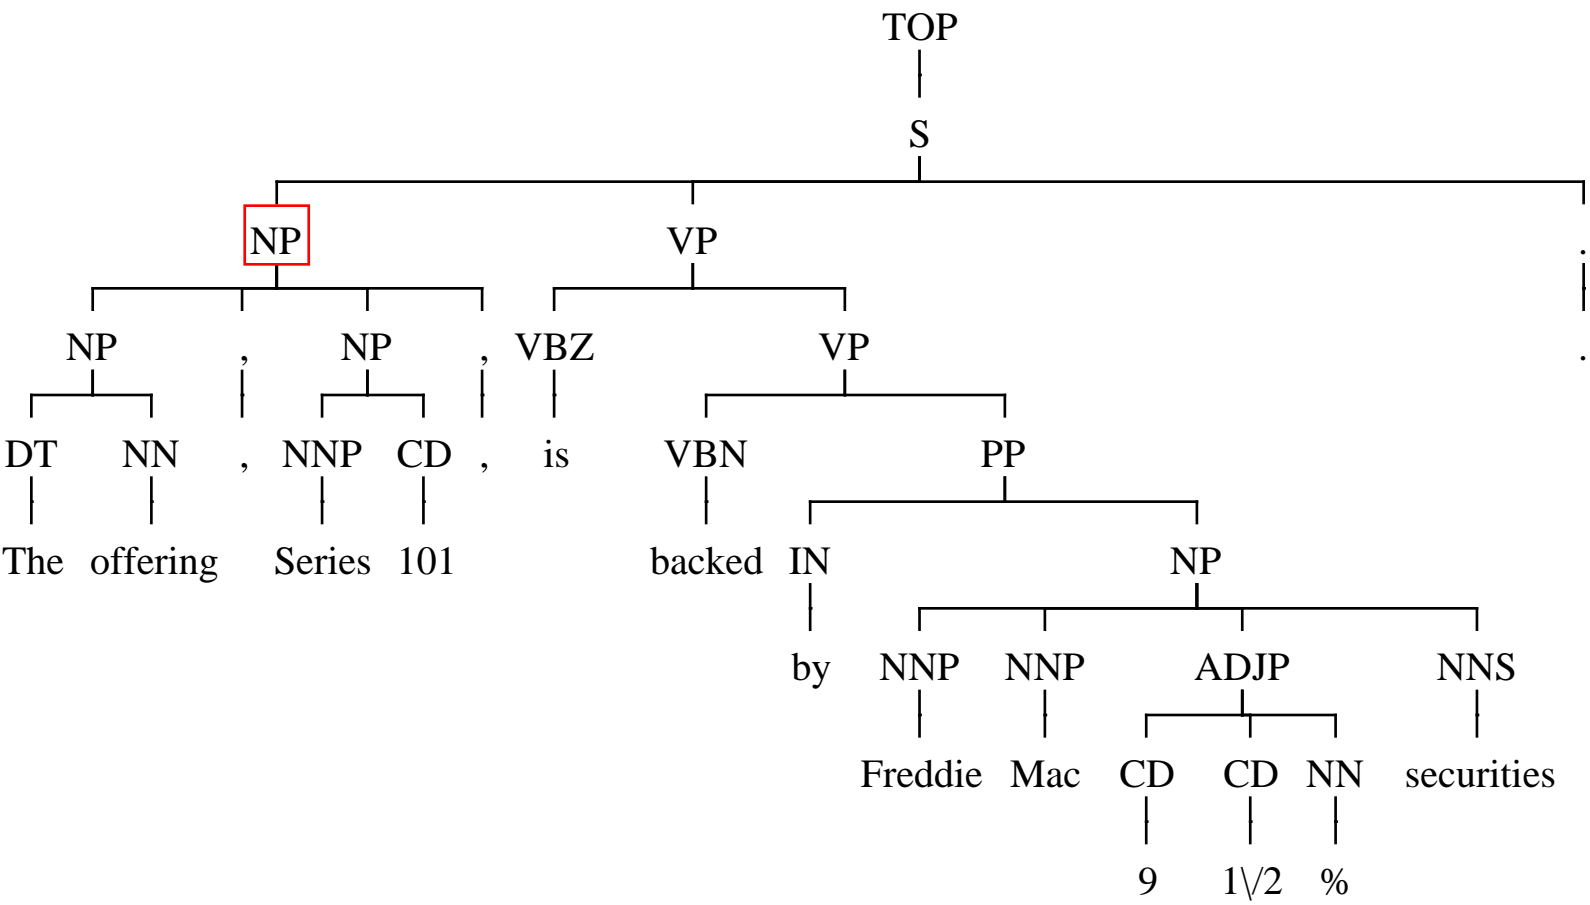 TOP
S
NP VP .
NP , NP , VBZ VP .
DT NN , NNP CD , is VBN PP
The offering Series 101 backed IN NP
by NNP NNP ADJP NNS
Freddie Mac CD CD NN securities
9 1\/2 %